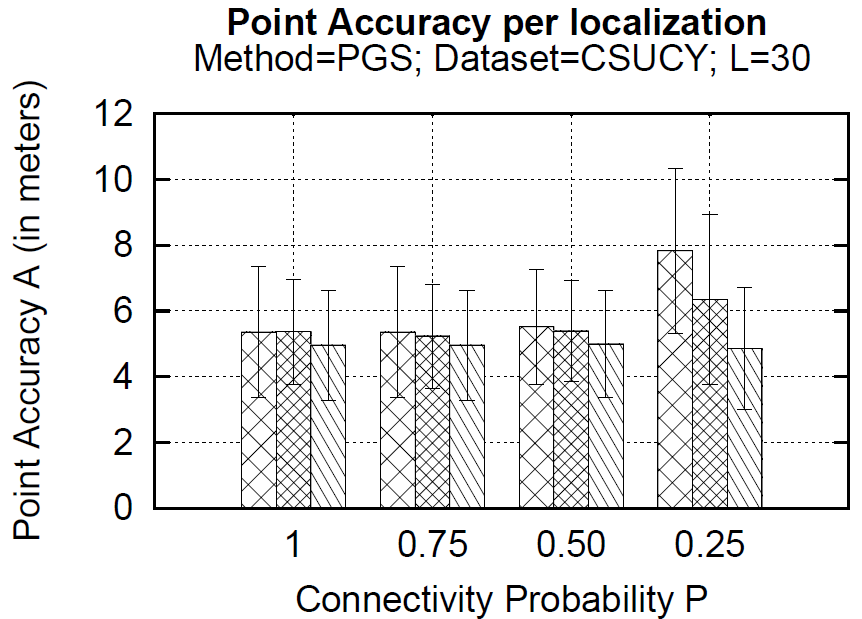 Point Accuracy per localization
Method=PGS; Dataset=CSUCY; L=30
Point Accuracy A (in meters)
12
10
8
6
4
2
0
1 0.75 0.50 0.25
Connectivity Probability P